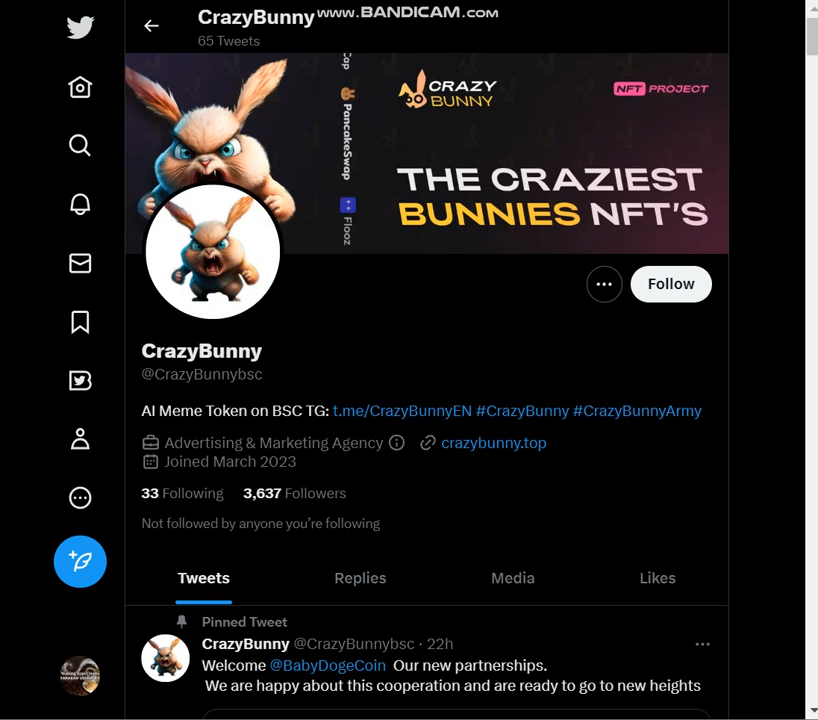 CrazyBunny
www.BANDICAM.com
65 Tweets
Cap
PancakeSwap
Flooz
CRAZY
BUNNY
NFT PROJECT
THE CRAZIEST
BUNNIES NFT'S
Follow
CrazyBunny
@CrazyBunnybsc
AI Meme Token on BSC TG: t.me/CrazyBunnyEN #CrazyBunny #CrazyBunnyArmy
Advertising & Marketing Agency crazybunny.top
Joined March 2023
33 Following 3,637 Followers
Not followed by anyone you're following
Tweets Replies Media Likes
Pinned Tweet
CrazyBunny @CrazyBunnybsc · 22h
Welcome @BabyDogeCoin Our new partnerships.
We are happy about this cooperation and are ready to go to new heights